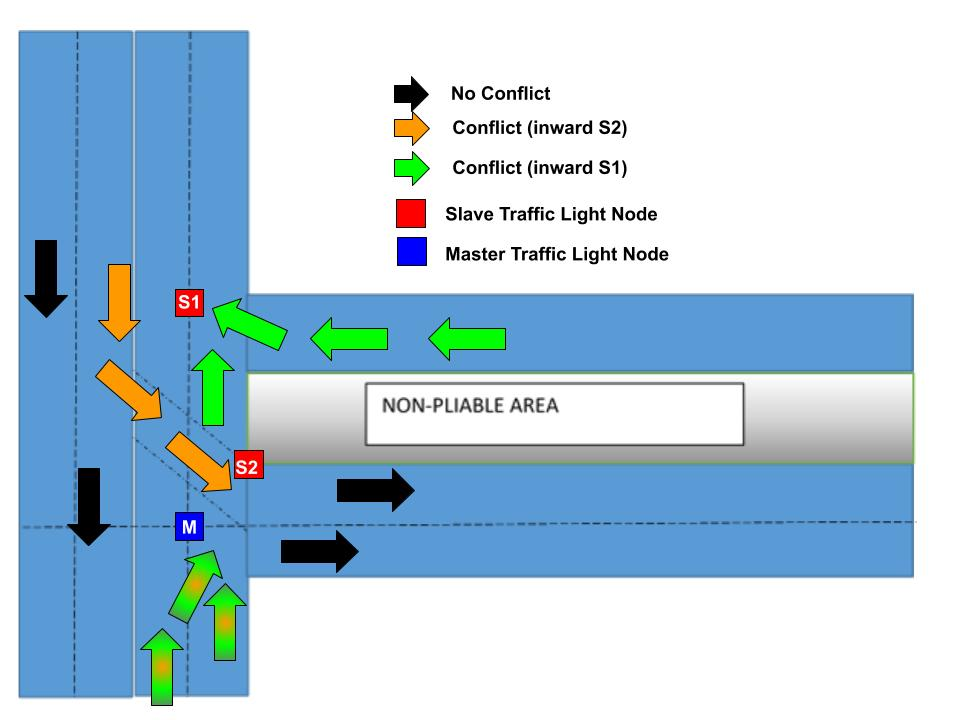 No Conflict
Conflict (inward S2)
Conflict (inward S1)
Slave Traffic Light Node
Master Traffic Light Node
S1
NON-PLIABLE AREA
S2
M